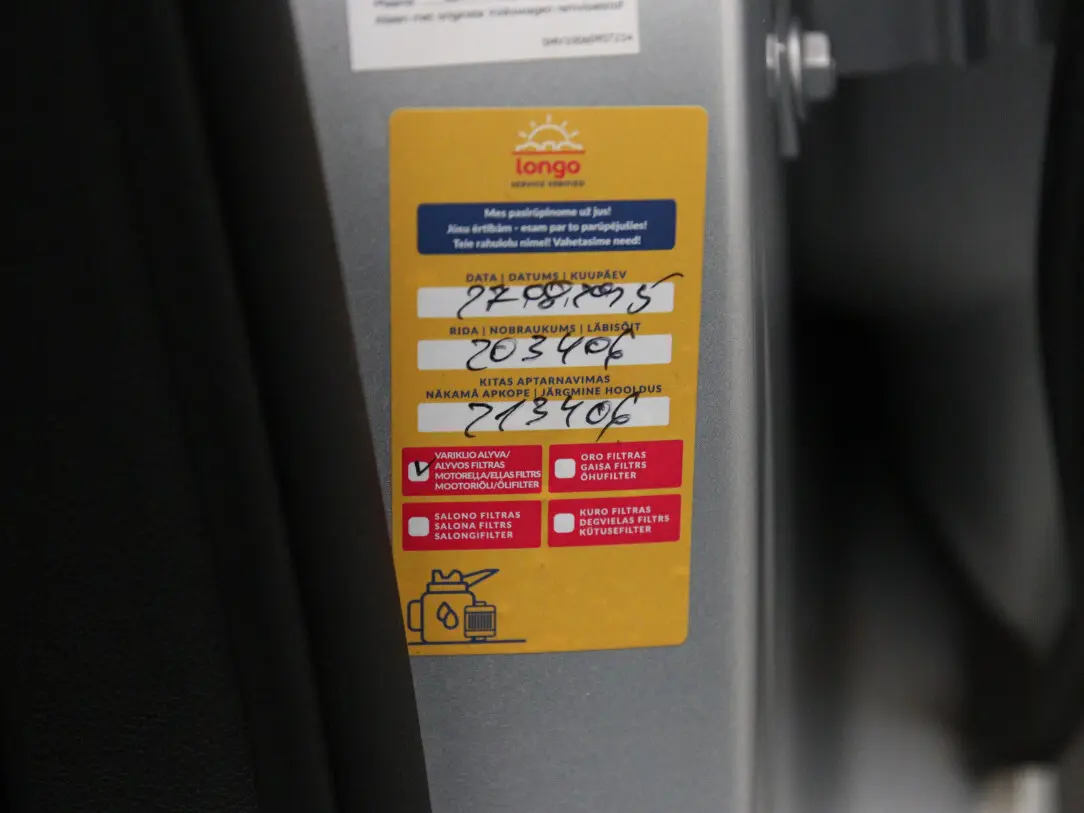 longo
SERVICE VERIFIED
Mes pasirūpinome už jus!
Jūsu ērtībām - esam par to parūpējušies!
Teie rahulolu nimel! Vahetasime need!
DATA | DATUMS | KUUPÄEV
27.08.2025
RIDA | NOBRAUKUMS | LÄBISÕIT
203406
KITAS APTARNAVIMAS
NĀKAMĀ APKOPE | JÄRGMINE HOOLDUS
213406
VARIKLIO ALYVA/
ALYVOS FILTRAS
MOTOREĻĻA/EĻĻAS FILTRS
MOOTORIÕLI/ÕLIFILTER
ORO FILTRAS
GAISA FILTRS
ÕHUFILTER
SALONO FILTRAS
SALONA FILTRS
SALONGIFILTER
KURO FILTRAS
DEGVIELAS FILTRS
KÜTUSEFILTER